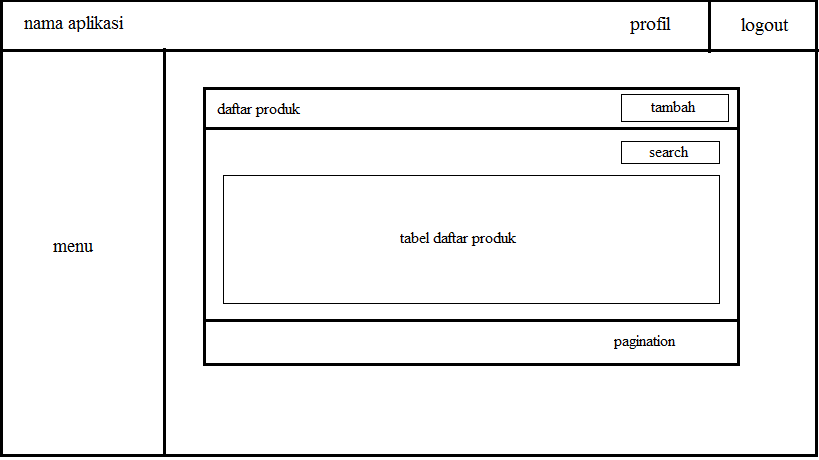 nama aplikasi
profil
logout
daftar produk
tambah
search
menu
tabel daftar produk
pagination